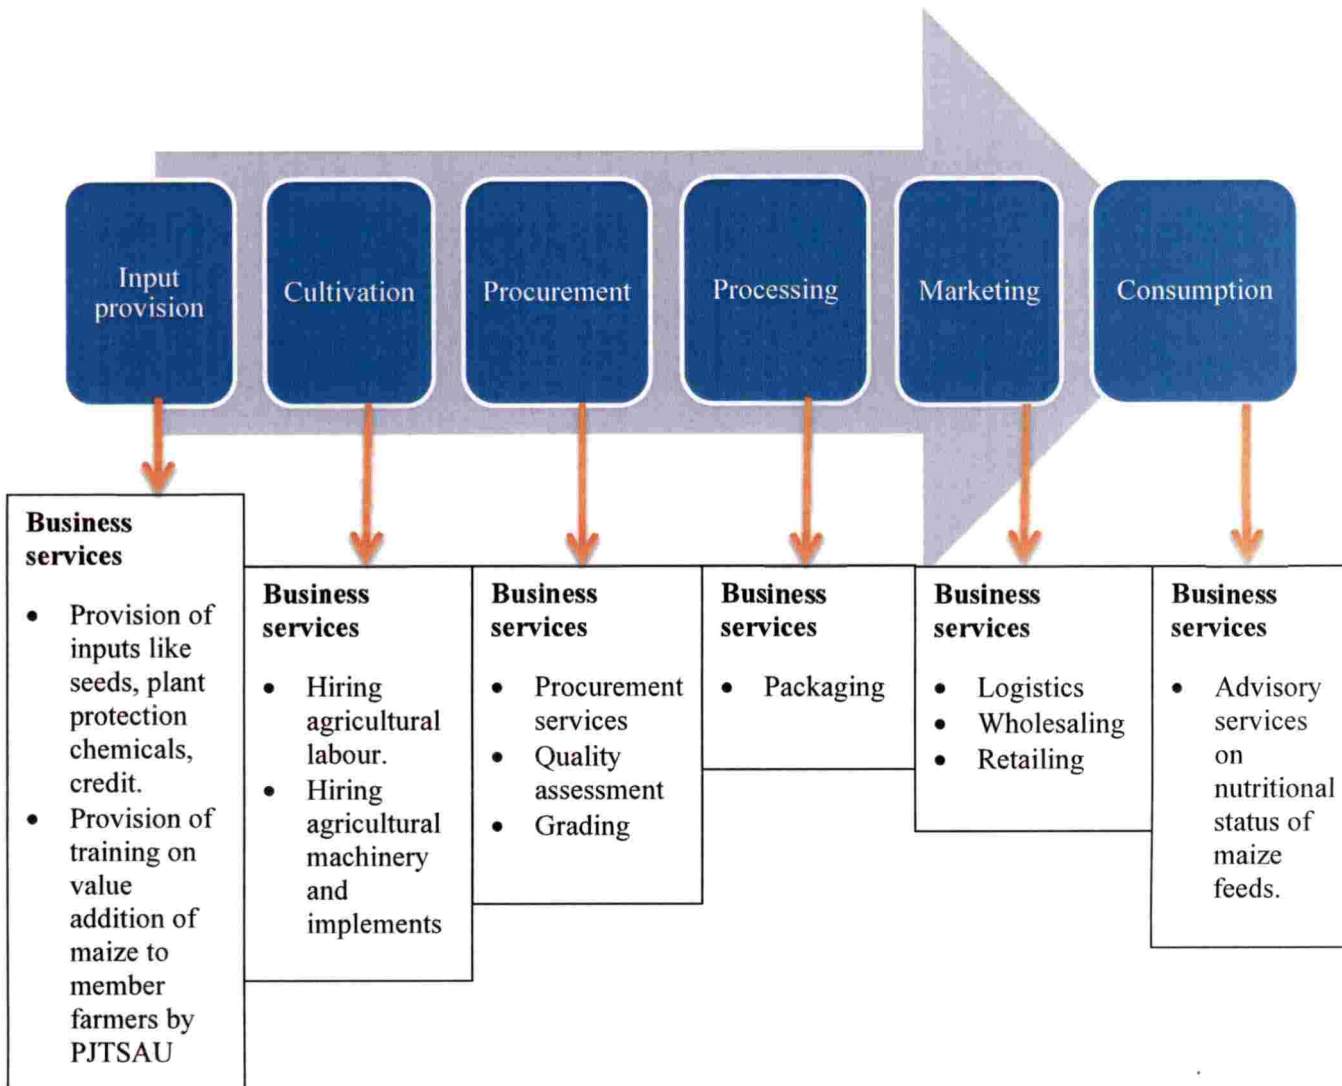 Input
provision
Cultivation
Procurement
Processing
Marketing
Consumption
Business
services
• Provision of
inputs like
seeds, plant
protection
chemicals,
credit.
• Provision of
training on
value
addition of
maize to
member
farmers by
PJTSAU
Business
services
• Hiring
agricultural
labour.
• Hiring
agricultural
machinery
and
implements
Business
services
• Procurement
services
• Quality
assessment
• Grading
Business
services
• Packaging
Business
services
• Logistics
• Wholesaling
• Retailing
Business
services
• Advisory
services
on
nutritional
status of
maize
feeds.